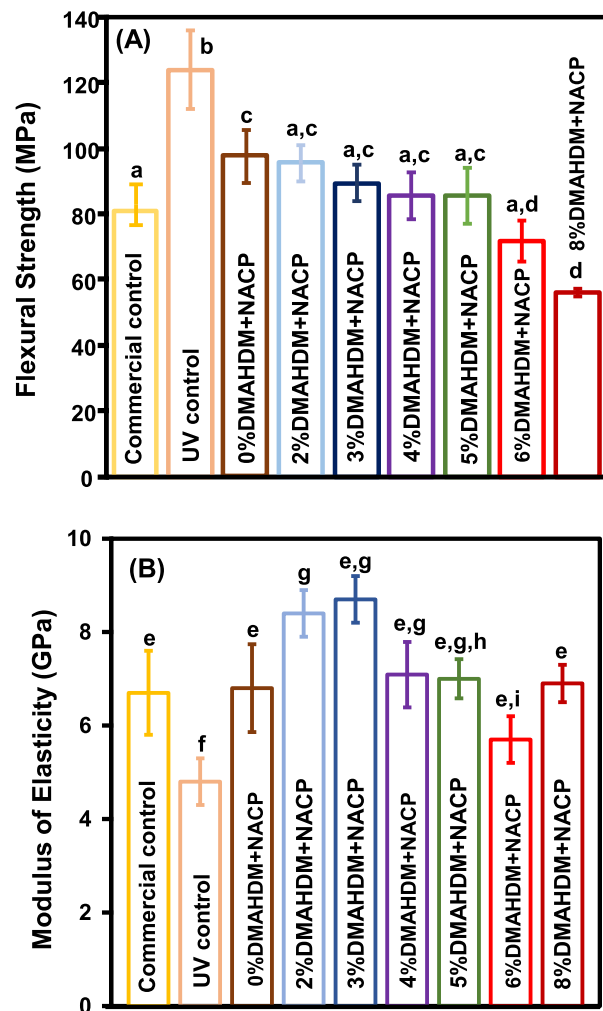 (A)
Flexural Strength (MPa)
140
120
100
80
60
40
20
0
a
b
c
a,c
a,c
a,c
a,c
a,d
d
Commercial control
UV control
0%DMAHDM+NACP
2%DMAHDM+NACP
3%DMAHDM+NACP
4%DMAHDM+NACP
5%DMAHDM+NACP
6%DMAHDM+NACP
8%DMAHDM+NACP
(B)
Modulus of Elasticity (GPa)
10
8
6
4
2
0
e
f
e
g
e,g
e,g
e,g,h
e,i
e
Commercial control
UV control
0%DMAHDM+NACP
2%DMAHDM+NACP
3%DMAHDM+NACP
4%DMAHDM+NACP
5%DMAHDM+NACP
6%DMAHDM+NACP
8%DMAHDM+NACP